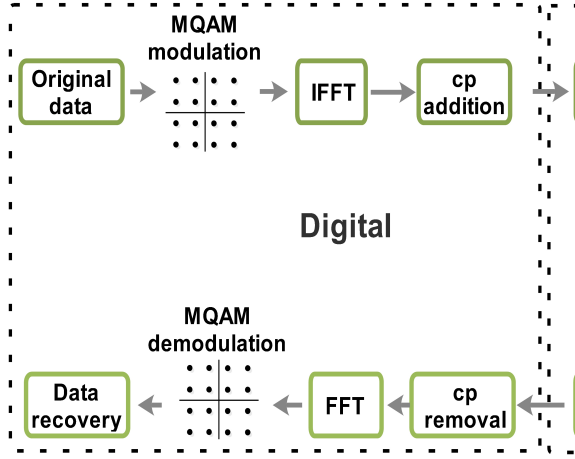 MQAM
modulation
Original
data
IFFT
cp
addition
Digital
MQAM
demodulation
Data
recovery
FFT
cp
removal